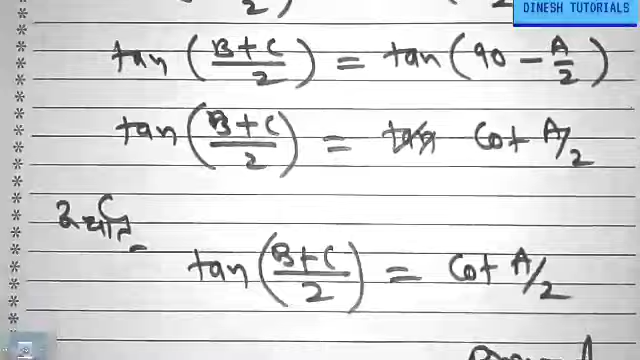 DINESH TUTORIALS
tan (B+C/2) = tan (90 - A/2)
tan (B+C/2) = Cot A/2
tan (B+C/2) = Cot A/2